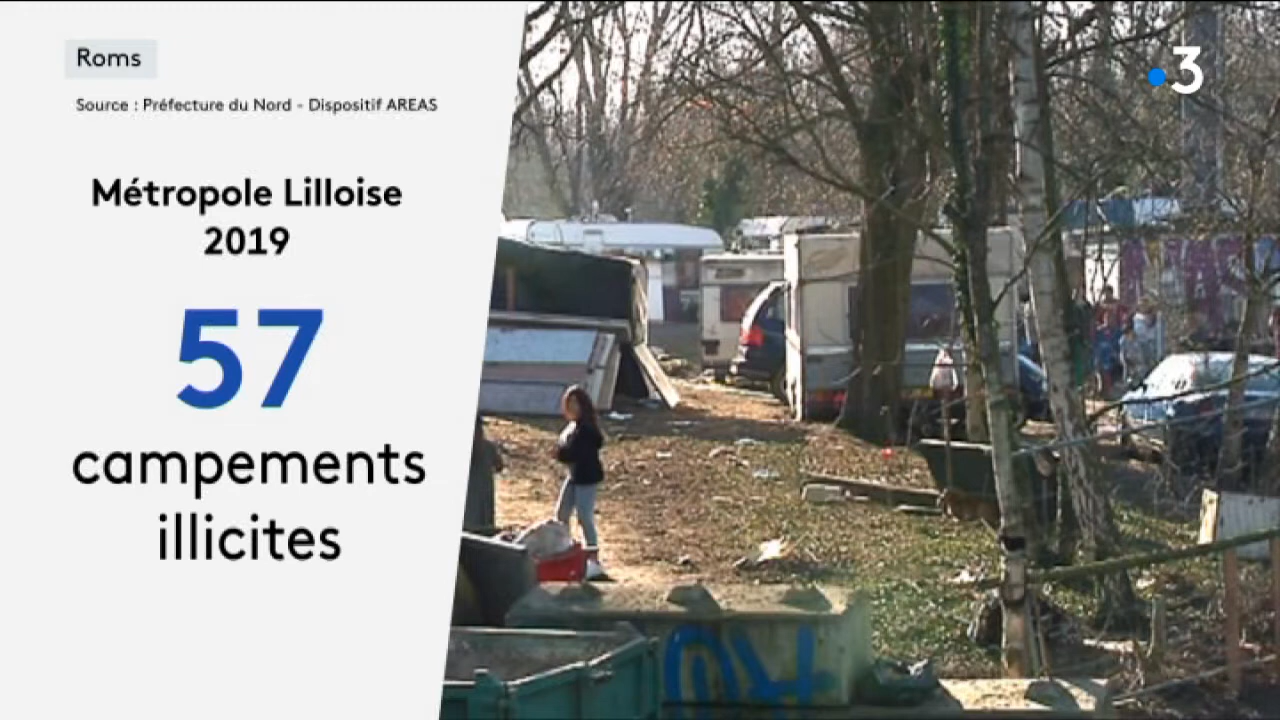 Roms
Source : Préfecture du Nord - Dispositif AREAS
Métropole Lilloise
2019
57
campements
illicites
3